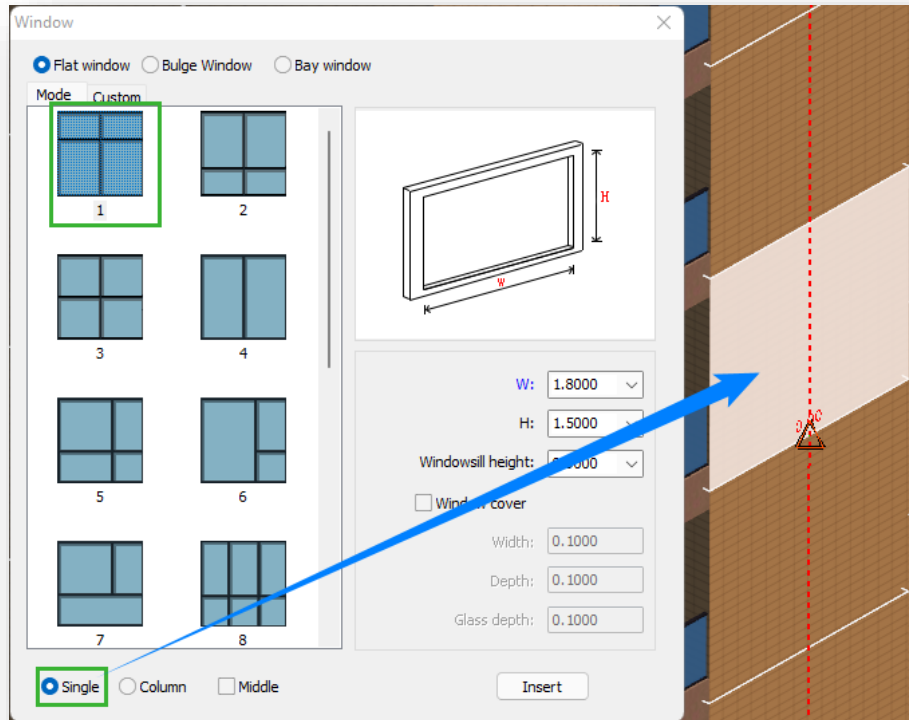 Window
Flat window Bulge Window Bay window
Mode Custom
1
2
3
4
5
6
7
8
H
W
W: 1.8000
H: 1.5000
Windowsill height:
Window cover
Width: 0.1000
Depth: 0.1000
Glass depth: 0.1000
Single Column Middle
Insert